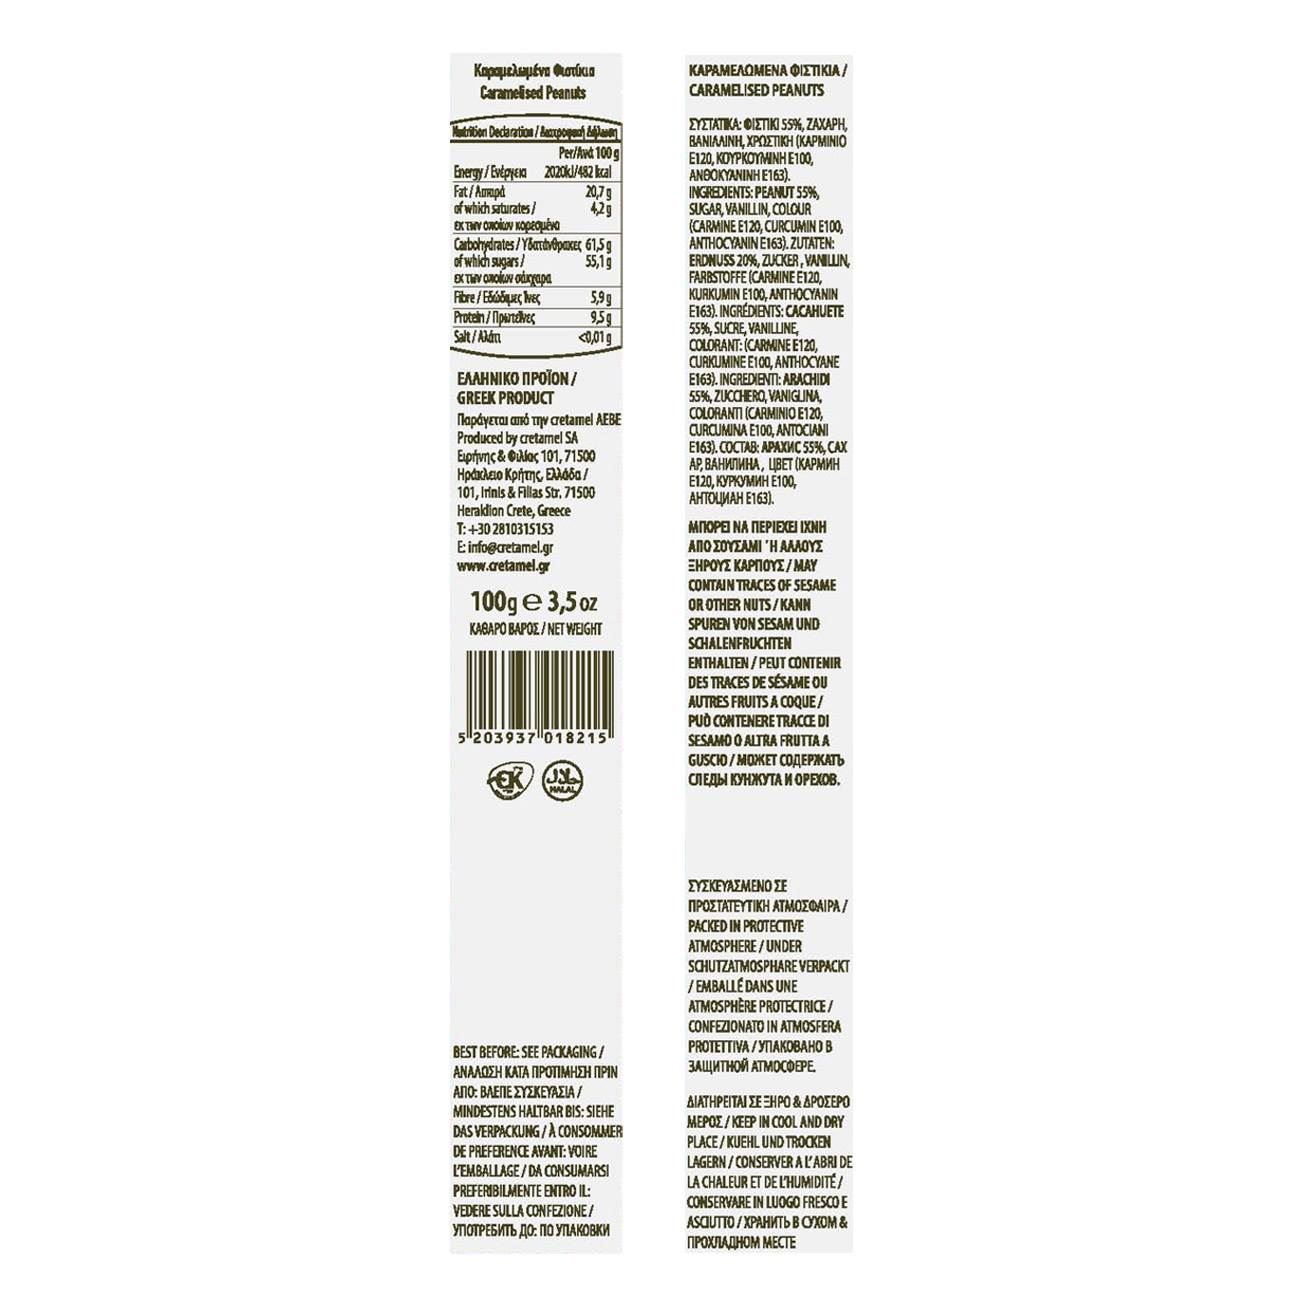 Καραμελωμένα Φιστίκια
Caramelised Peanuts
Nutrition Declaration / Διατροφική Δήλωση
Per/Ανά 100 g
Energy / Ενέργεια 2020kJ/482 kcal
Fat / Λιπαρά 20,7 g
of which saturates / 4,2 g
εκ των οποίων κορεσμένα
Carbohydrates / Υδατάνθρακες 61,5 g
of which sugars / 55,1 g
εκ των οποίων σάκχαρα
Fibre / Εδώδιμες Ίνες 5,9 g
Protein / Πρωτεΐνες 9,5 g
Salt / Αλάτι <0,01 g
ΕΛΛΗΝΙΚΟ ΠΡΟΪΟΝ /
GREEK PRODUCT
Παράγεται από την cretamel ΑΕΒΕ
Produced by cretamel SA
Ειρήνης & Φιλίας 101, 71500
Ηράκλειο Κρήτης, Ελλάδα /
101, Irinis & Filias Str. 71500
Heraklion Crete, Greece
T: +30 2810315153
E: info@cretamel.gr
www.cretamel.gr
100g ℮ 3,5 oz
ΚΑΘΑΡΟ ΒΑΡΟΣ / NET WEIGHT
5 203937 018215
ΕΚ
حلال
HALAL
BEST BEFORE: SEE PACKAGING /
ΑΝΑΛΩΣΗ ΚΑΤΑ ΠΡΟΤΙΜΗΣΗ ΠΡΙΝ
ΑΠΟ: ΒΛΕΠΕ ΣΥΣΚΕΥΑΣΙΑ /
MINDESTENS HALTBAR BIS: SIEHE
DAS VERPACKUNG / À CONSOMMER
DE PREFERENCE AVANT: VOIRE
L'EMBALLAGE / DA CONSUMARSI
PREFERIBILMENTE ENTRO IL:
VEDERE SULLA CONFEZIONE /
УПОТРЕБИТЬ ДО: ПО УПАКОВКИ
ΚΑΡΑΜΕΛΩΜΕΝΑ ΦΙΣΤΙΚΙΑ /
CARAMELISED PEANUTS
ΣΥΣΤΑΤΙΚΑ: ΦΙΣΤΙΚΙ 55%, ΖΑΧΑΡΗ,
ΒΑΝΙΛΛΙΝΗ, ΧΡΩΣΤΙΚΗ (ΚΑΡΜΙΝΙΟ
E120, ΚΟΥΡΚΟΥΜΙΝΗ E100,
ΑΝΘΟΚΥΑΝΙΝΗ E163).
INGREDIENTS: PEANUT 55%,
SUGAR, VANILLIN, COLOUR
(CARMINE E120, CURCUMIN E100,
ANTHOCYANIN E163). ZUTATEN:
ERDNUSS 20%, ZUCKER , VANILLIN,
FARBSTOFFE (CARMINE E120,
KURKUMIN E100, ANTHOCYANIN
E163). INGRÉDIENTS: CACAHUETE
55%, SUCRE, VANILLINE,
COLORANT: (CARMINE E120,
CURKUMINE E100, ANTHOCYANE
E163). INGREDIENTI: ARACHIDI
55%, ZUCCHERO, VANIGLINA,
COLORANTI (CARMINIO E120,
CURCUMINA E100, ANTOCIANI
E163). СОСТАВ: АРАХИС 55%, САХ
АР, ВАНИЛИНА , ЦВЕТ (КАРМИН
E120, КУРКУМИН E100,
АНТОЦИАН E163).
ΜΠΟΡΕΙ ΝΑ ΠΕΡΙΕΧΕΙ ΙΧΝΗ
ΑΠΟ ΣΟΥΣΑΜΙ ΄Η ΑΛΛΟΥΣ
ΞΗΡΟΥΣ ΚΑΡΠΟΥΣ / MAY
CONTAIN TRACES OF SESAME
OR OTHER NUTS / KANN
SPUREN VON SESAM UND
SCHALENFRUCHTEN
ENTHALTEN / PEUT CONTENIR
DES TRACES DE SÉSAME OU
AUTRES FRUITS A COQUE /
PUÒ CONTENERE TRACCE DI
SESAMO O ALTRA FRUTTA A
GUSCIO / МОЖЕТ СОДЕРЖАТЬ
СЛЕДЫ КУНЖУТА И ОРЕХОВ.
ΣΥΣΚΕΥΑΣΜΕΝΟ ΣΕ
ΠΡΟΣΤΑΤΕΥΤΙΚΗ ΑΤΜΟΣΦΑΙΡΑ /
PACKED IN PROTECTIVE
ATMOSPHERE / UNDER
SCHUTZATMOSPHARE VERPACKT
/ EMBALLÉ DANS UNE
ATMOSPHÈRE PROTECTRICE /
CONFEZIONATO IN ATMOSFERA
PROTETTIVA / УПАКОВАНО В
ЗАЩИТНОЙ АТМОСФЕРЕ.
ΔΙΑΤΗΡΕΙΤΑΙ ΣΕ ΞΗΡΟ & ΔΡΟΣΕΡΟ
ΜΕΡΟΣ / KEEP IN COOL AND DRY
PLACE / KUEHL UND TROCKEN
LAGERN / CONSERVER A L' ABRI DE
LA CHALEUR ET DE L'HUMIDITÉ /
CONSERVARE IN LUOGO FRESCO E
ASCIUTTO / ХРАНИТЬ В СУХОМ &
ПРОХЛАДНОМ МЕСТЕ